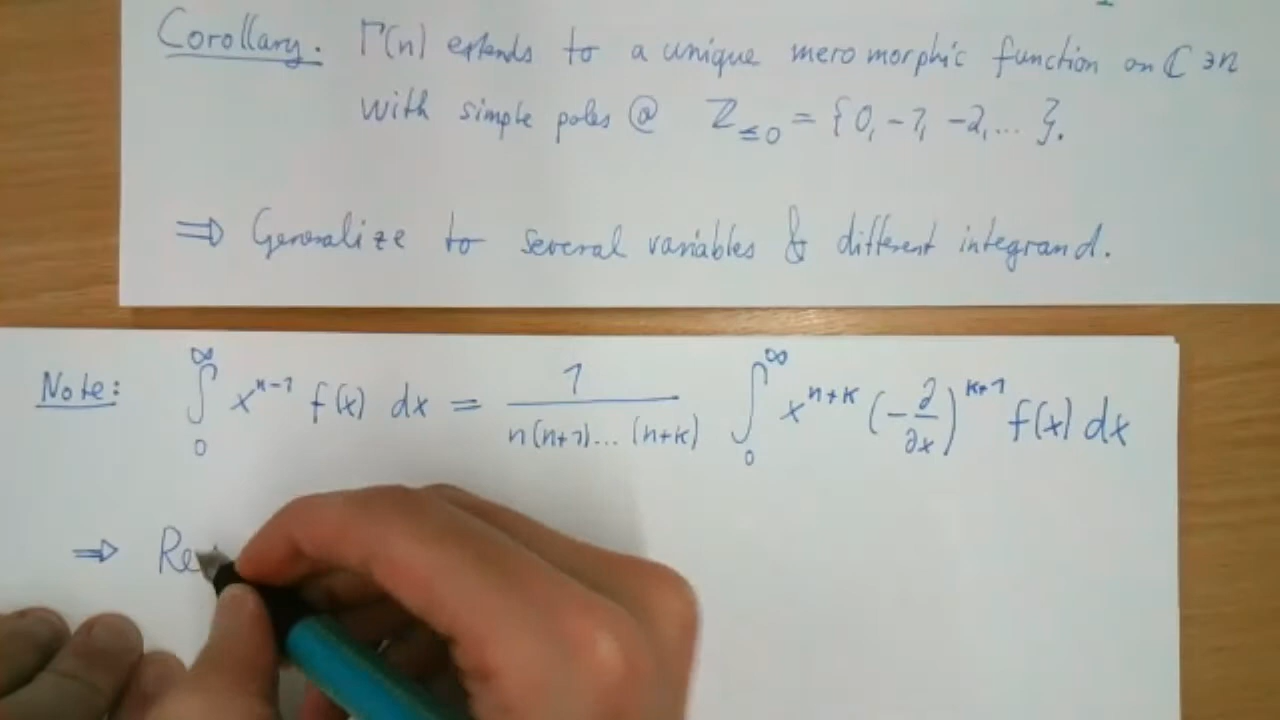 Corollary. Γ(n) extends to a unique meromorphic function on ℂ∋n
with simple poles @ ℤ≤0 = {0, -1, -2, ... }.
⇒ Generalize to several variables & different integrand.
Note: ∫₀^∞ x^{n-1} f(x) dx = 1/(n(n+1)...(n+k)) ∫₀^∞ x^{n+k} (-∂/∂x)^{k+1} f(x) dx
⇒ Re